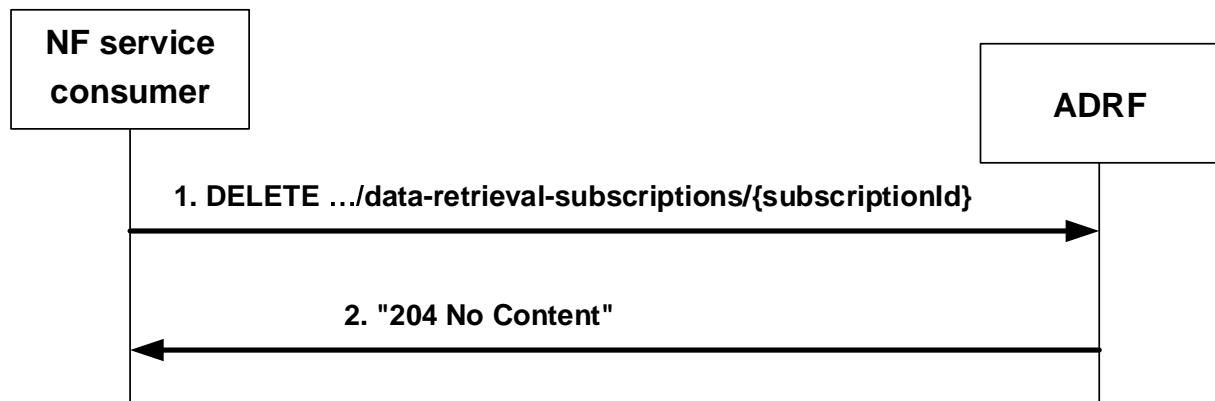 NF service
consumer
ADRF
1. DELETE …/data-retrieval-subscriptions/{subscriptionId}
2. "204 No Content"